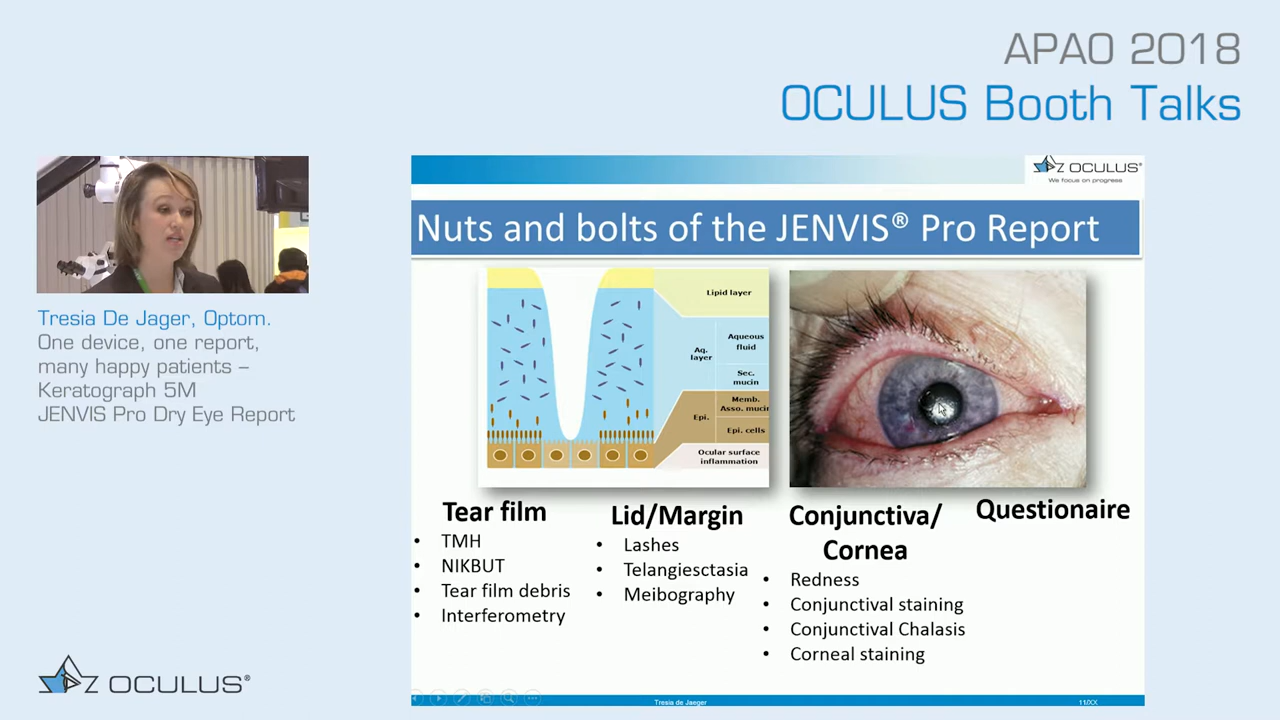 APAO 2018
OCULUS Booth Talks
OCULUS®
We focus on progress
Nuts and bolts of the JENVIS® Pro Report
Tresia De Jager, Optom.
One device, one report,
many happy patients –
Keratograph 5M
JENVIS Pro Dry Eye Report
Lipid layer
Aq.
layer
Aqueous
fluid
Sec.
mucin
Epi.
Memb.
Asso. mucin
Epi. cells
Ocular surface
inflammation
Tear film
• TMH
• NIKBUT
• Tear film debris
• Interferometry
Lid/Margin
• Lashes
• Telangiesctasia
• Meibography
Conjunctiva/
Cornea
• Redness
• Conjunctival staining
• Conjunctival Chalasis
• Corneal staining
Questionaire
OCULUS®
Tresia de Jaeger
11/XX